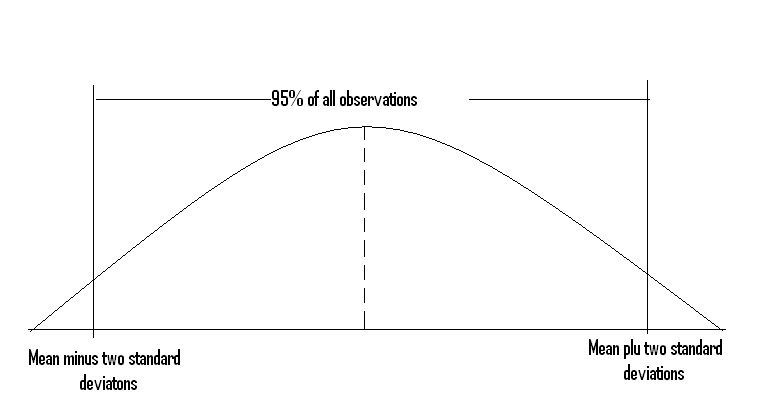 95% of all observations
Mean minus two standard
deviatons
Mean plu two standard
deviations